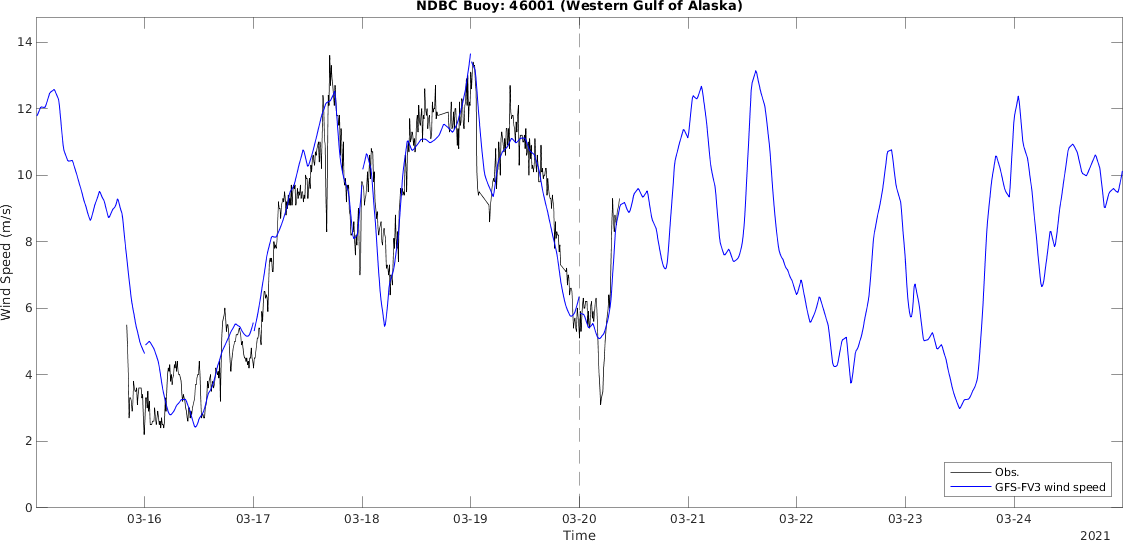 NDBC Buoy: 46001 (Western Gulf of Alaska)
14
12
10
8
6
4
2
0
Wind Speed (m/s)
Obs.
GFS-FV3 wind speed
03-16 03-17 03-18 03-19 03-20 03-21 03-22 03-23 03-24
Time
2021